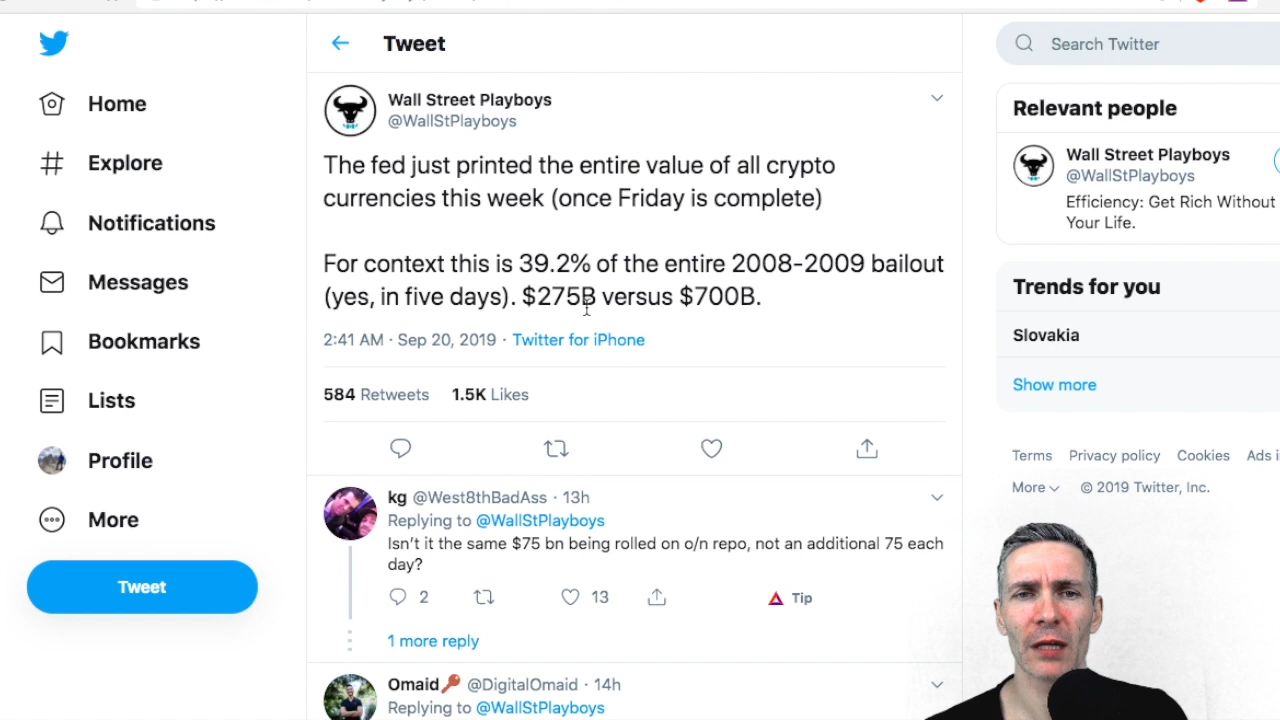 Tweet
Search Twitter
Home
Explore
Notifications
Messages
Bookmarks
Lists
Profile
More
Tweet
Wall Street Playboys
@WallStPlayboys
The fed just printed the entire value of all crypto
currencies this week (once Friday is complete)
For context this is 39.2% of the entire 2008-2009 bailout
(yes, in five days). $275B versus $700B.
2:41 AM · Sep 20, 2019 · Twitter for iPhone
584 Retweets 1.5K Likes
kg @West8thBadAss · 13h
Replying to @WallStPlayboys
Isn't it the same $75 bn being rolled on o/n repo, not an additional 75 each
day?
2 13 Tip
1 more reply
Omaid @DigitalOmaid · 14h
Replying to @WallStPlayboys
Relevant people
Wall Street Playboys
@WallStPlayboys
Efficiency: Get Rich Without
Your Life.
Trends for you
Slovakia
Show more
Terms Privacy policy Cookies Ads
More © 2019 Twitter, Inc.